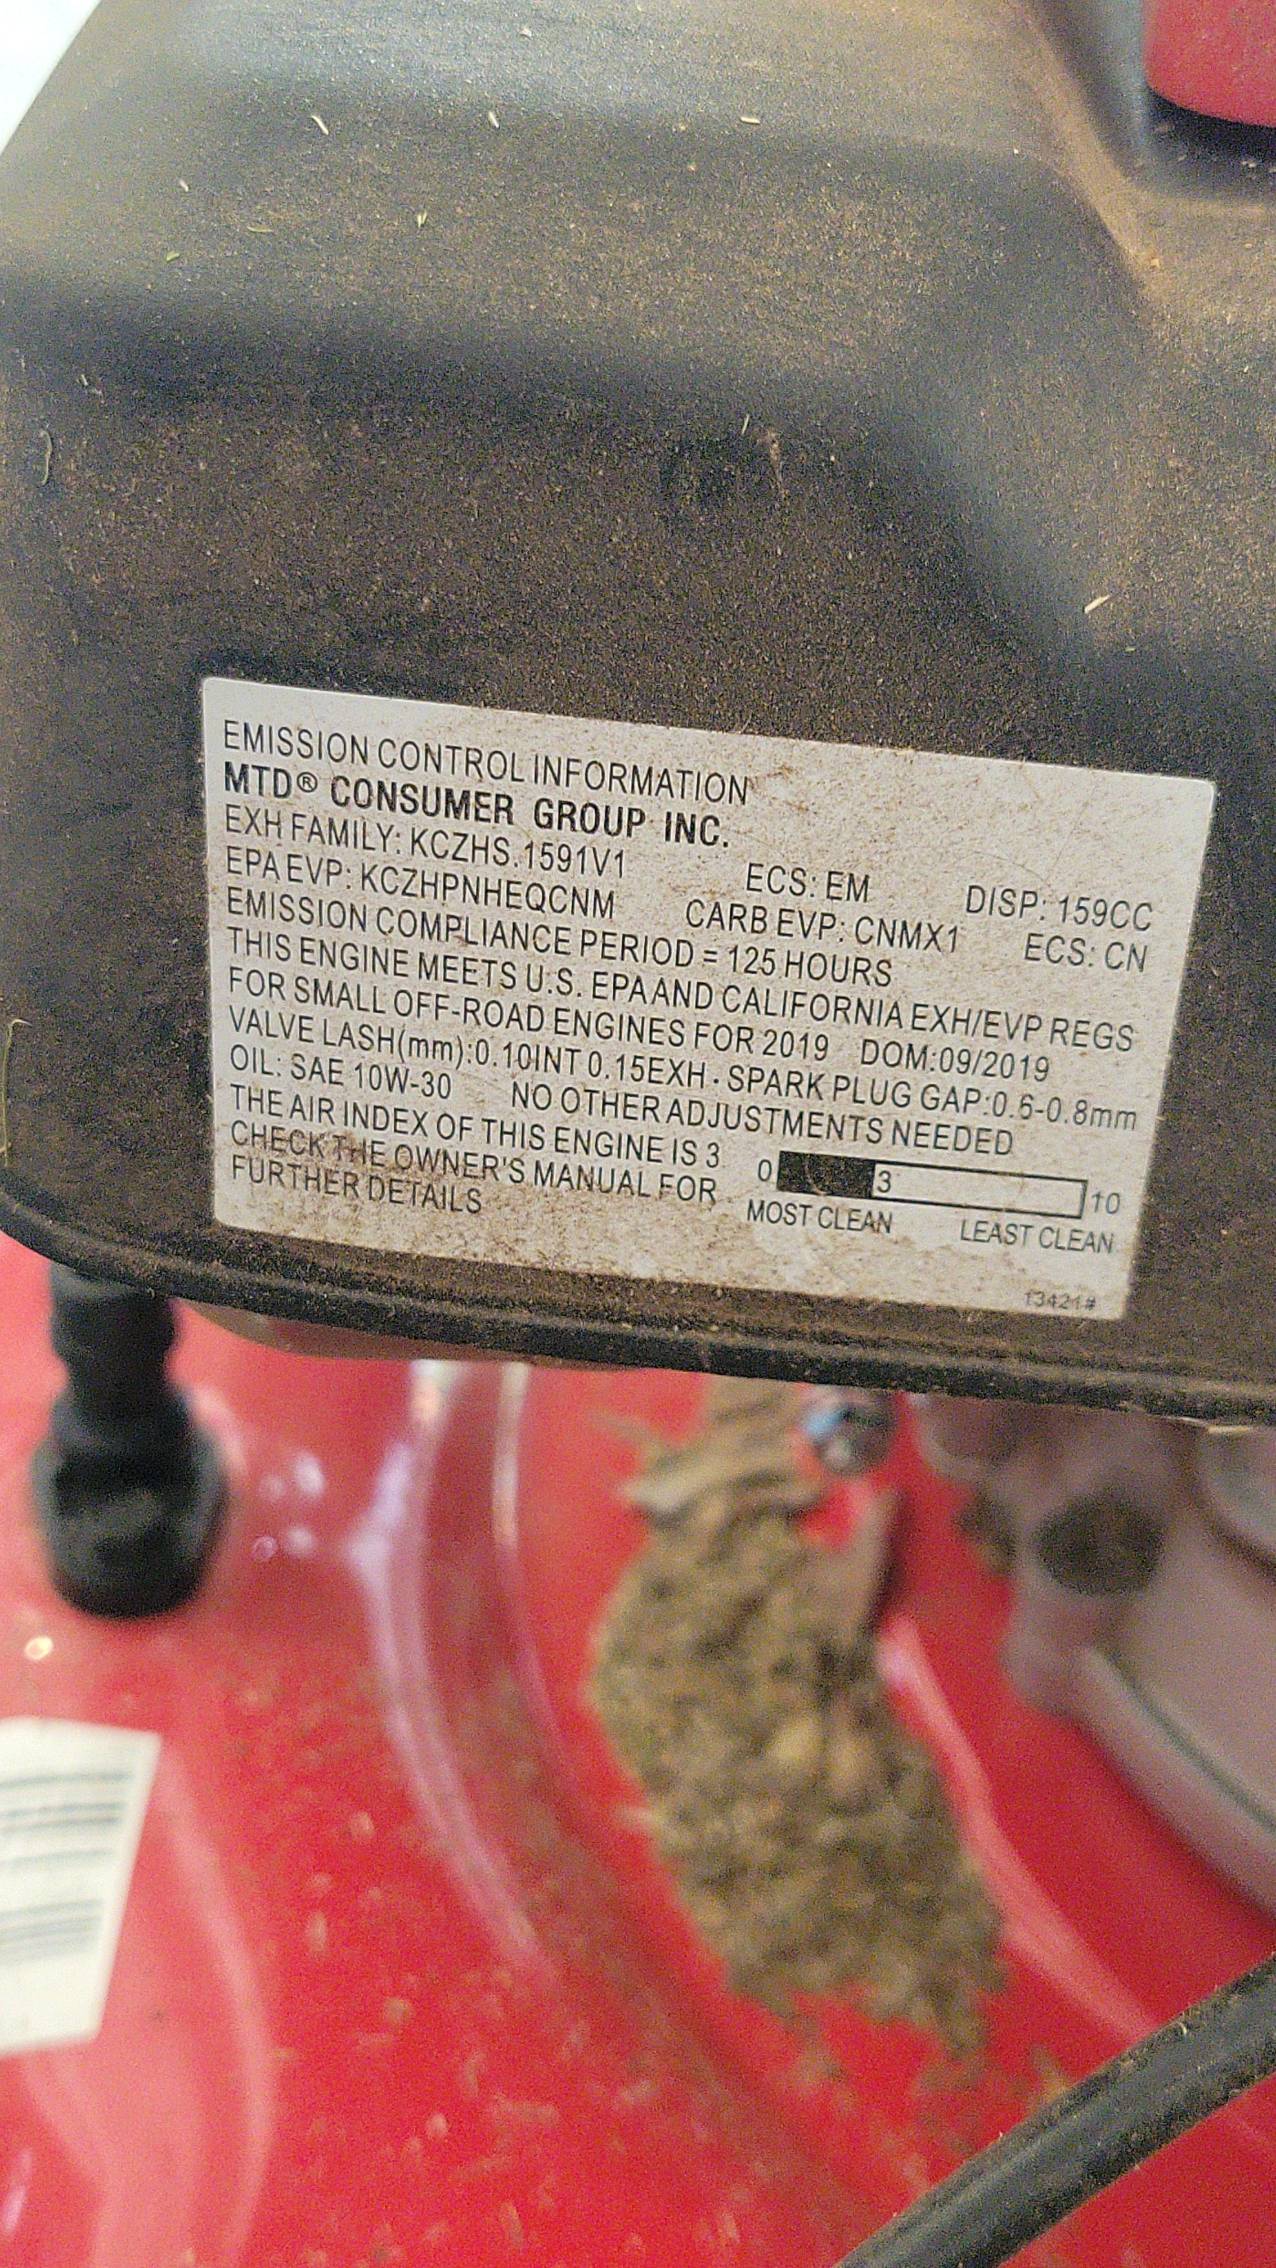 EMISSION CONTROL INFORMATION
MTD® CONSUMER GROUP INC.
EXH FAMILY: KCZHS.1591V1 ECS: EM DISP: 159CC
EPA EVP: KCZHPNHEQCNM CARB EVP: CNMX1 ECS: CN
EMISSION COMPLIANCE PERIOD = 125 HOURS
THIS ENGINE MEETS U.S. EPA AND CALIFORNIA EXH/EVP REGS
FOR SMALL OFF-ROAD ENGINES FOR 2019 DOM:09/2019
VALVE LASH(mm):0.10INT 0.15EXH. SPARK PLUG GAP:0.6-0.8mm
OIL: SAE 10W-30 NO OTHER ADJUSTMENTS NEEDED
THE AIR INDEX OF THIS ENGINE IS 3 0 3 10
CHECK THE OWNER'S MANUAL FOR MOST CLEAN LEAST CLEAN
FURTHER DETAILS
13421#